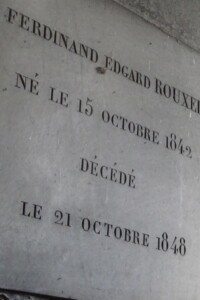 FERDINAND EDGARD ROUXEL
NÉ LE 15 OCTOBRE 1842
DÉCÉDÉ
LE 21 OCTOBRE 1848